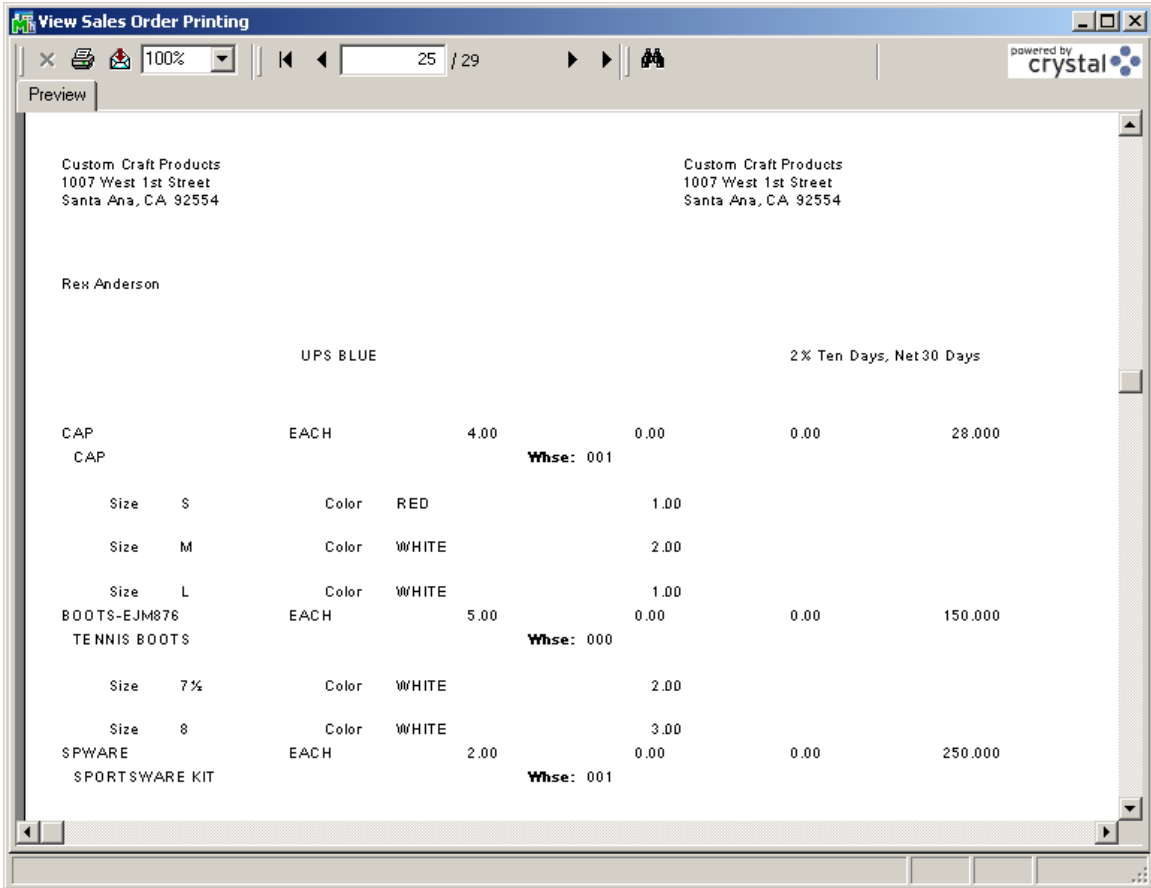 View Sales Order Printing
100% 25 / 29 powered by crystal
Preview
Custom Craft Products Custom Craft Products
1007 West 1st Street 1007 West 1st Street
Santa Ana, CA 92554 Santa Ana, CA 92554
Rex Anderson
UPS BLUE 2% Ten Days, Net 30 Days
CAP EACH 4.00 0.00 0.00 28.000
CAP Whse: 001
Size S Color RED 1.00
Size M Color WHITE 2.00
Size L Color WHITE 1.00
BOOTS-EJM876 EACH 5.00 0.00 0.00 150.000
TENNIS BOOTS Whse: 000
Size 7½ Color WHITE 2.00
Size 8 Color WHITE 3.00
SPWARE EACH 2.00 0.00 0.00 250.000
SPORTSWARE KIT Whse: 001